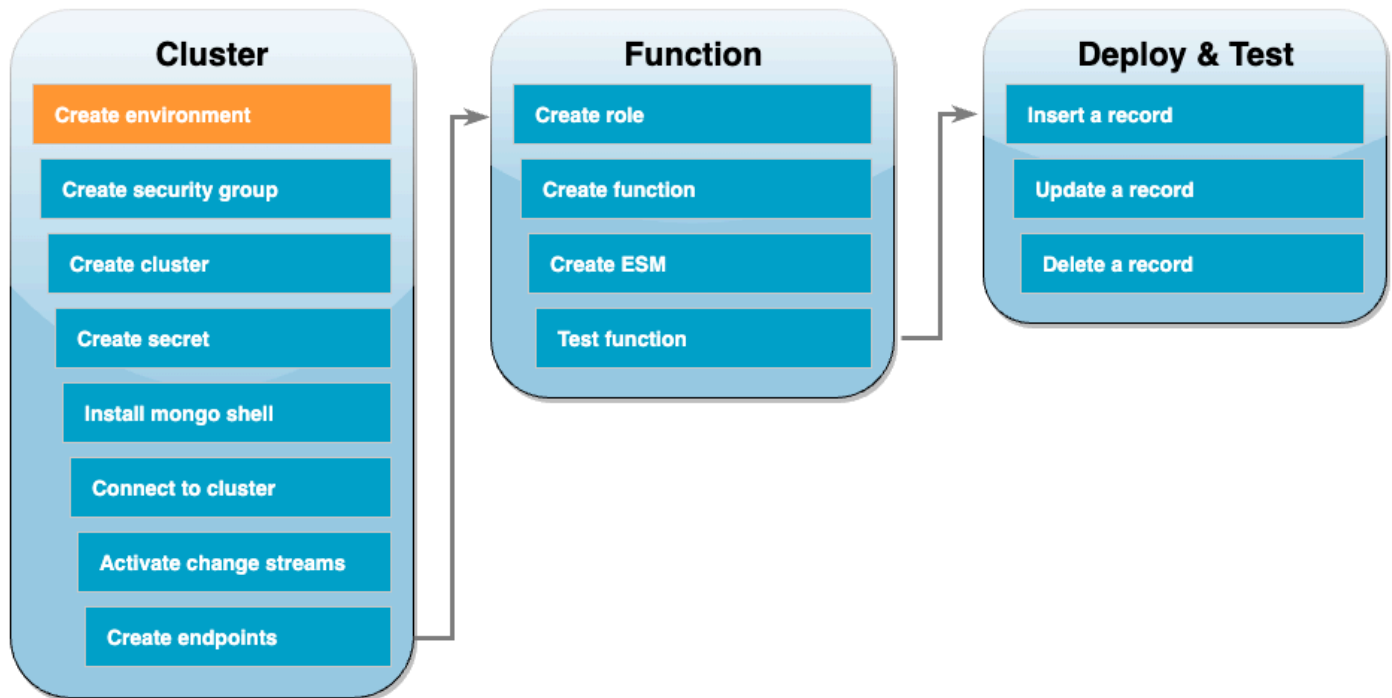 Cluster
Create environment
Create security group
Create cluster
Create secret
Install mongo shell
Connect to cluster
Activate change streams
Create endpoints
Function
Create role
Create function
Create ESM
Test function
Deploy & Test
Insert a record
Update a record
Delete a record